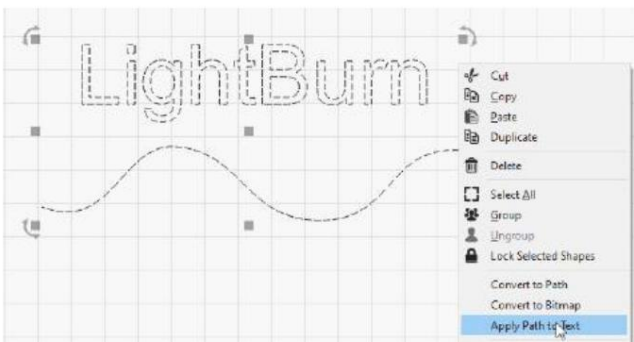 LightBurn
Cut
Copy
Paste
Duplicate
Delete
Select All
Group
Ungroup
Lock Selected Shapes
Convert to Path
Convert to Bitmap
Apply Path to Text